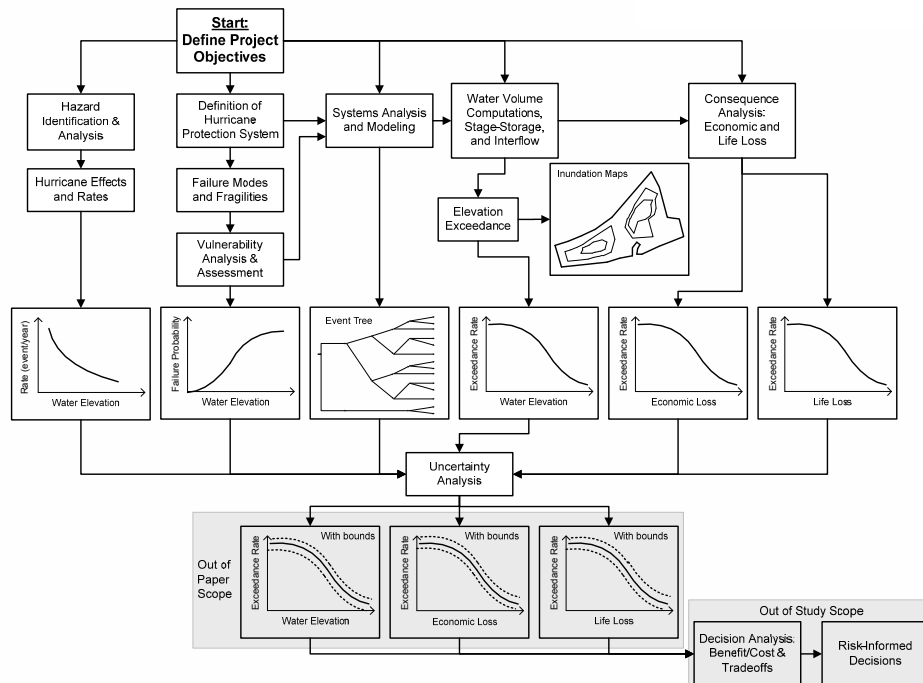 Start:
Define Project
Objectives
Hazard
Identification &
Analysis
Definition of
Hurricane
Protection System
Systems Analysis
and Modeling
Water Volume
Computations,
Stage-Storage,
and Interflow
Consequence
Analysis:
Economic and
Life Loss
Hurricane Effects
and Rates
Failure Modes
and Fragilities
Elevation
Exceedance
Inundation Maps
Vulnerability
Analysis &
Assessment
Rate (event/year)
Water Elevation
Failure Probability
Water Elevation
Event Tree
Exceedance Rate
Water Elevation
Exceedance Rate
Economic Loss
Exceedance Rate
Life Loss
Uncertainty
Analysis
Out of
Paper
Scope
With bounds
Exceedance Rate
Water Elevation
With bounds
Exceedance Rate
Economic Loss
With bounds
Exceedance Rate
Life Loss
Out of Study Scope
Decision Analysis:
Benefit/Cost &
Tradeoffs
Risk-Informed
Decisions